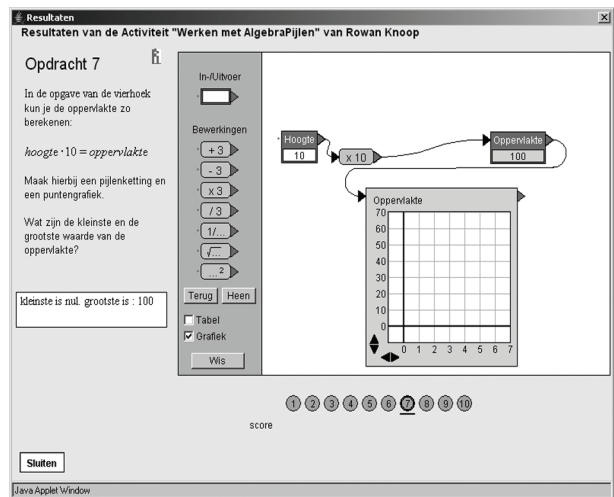 Resultaten
Resultaten van de Activiteit "Werken met AlgebraPijlen" van Rowan Knoop
Opdracht 7
In de opgave van de vierhoek
kun je de oppervlakte zo
berekenen:
hoogte · 10 = oppervlakte
Maak hierbij een pijlenketting en
een puntengrafiek.
Wat zijn de kleinste en de
grootste waarde van de
oppervlakte?
kleinste is nul. grootste is : 100
In-/Uitvoer
Bewerkingen
+ 3
- 3
x 3
/ 3
1/...
√...
...²
Terug Heen
Tabel
Grafiek
Wis
Hoogte
10
x 10
Oppervlakte
100
Oppervlakte
70
60
50
40
30
20
10
0
0 1 2 3 4 5 6 7
1 2 3 4 5 6 7 8 9 10
score
Sluiten
Java Applet Window